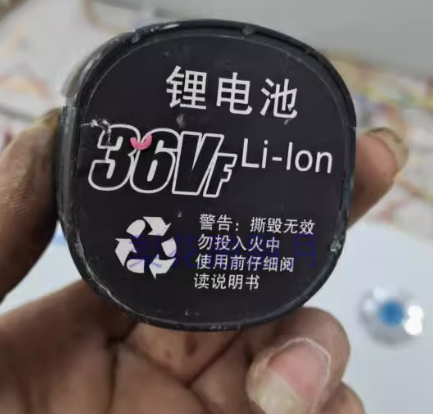 锂电池
36VF Li-Ion
警告：撕毁无效
勿投入火中
使用前仔细阅
读说明书